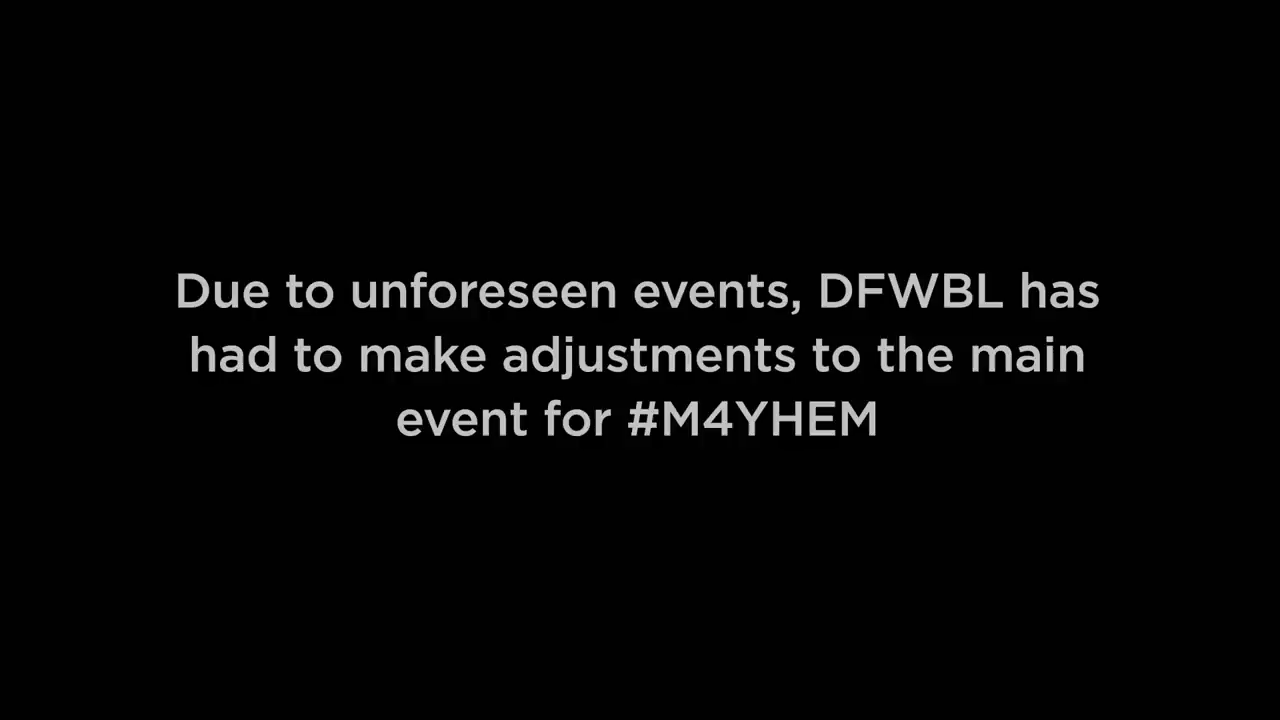 Due to unforeseen events, DFWBL has
had to make adjustments to the main
event for #M4YHEM